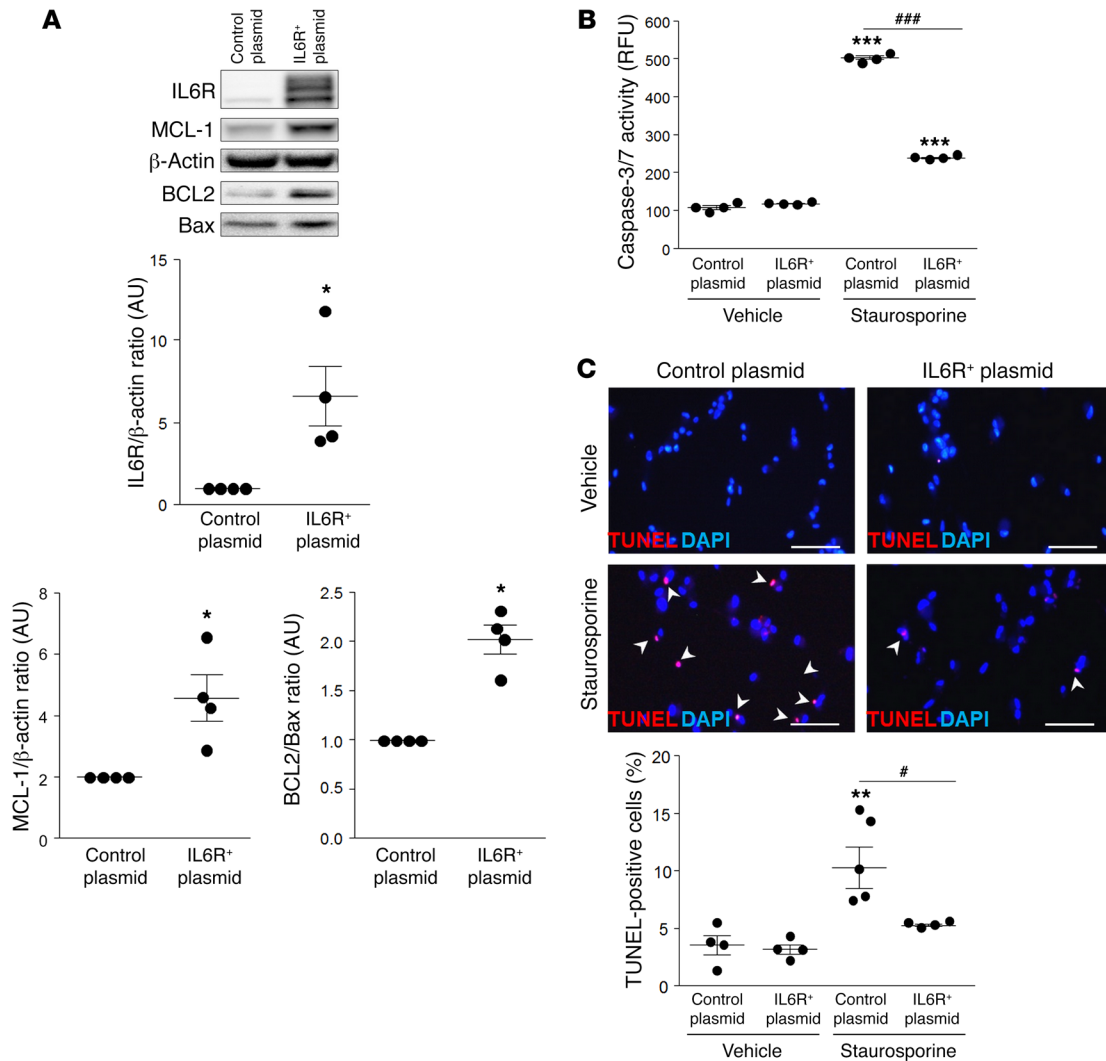 A
Control
plasmid
IL6R+
plasmid
IL6R
MCL-1
β-Actin
BCL2
Bax
IL6R/β-actin ratio (AU)
15
10
5
0
*
Control
plasmid
IL6R+
plasmid
MCL-1/β-actin ratio (AU)
8
6
4
2
0
*
Control
plasmid
IL6R+
plasmid
BCL2/Bax ratio (AU)
2.5
2.0
1.5
1.0
0.5
0.0
*
Control
plasmid
IL6R+
plasmid
B
Caspase-3/7 activity (RFU)
600
500
400
300
200
100
0
###
***
***
Control
plasmid
IL6R+
plasmid
Control
plasmid
IL6R+
plasmid
Vehicle
Staurosporine
C
Control plasmid
IL6R+ plasmid
Vehicle
TUNEL DAPI
TUNEL DAPI
Staurosporine
TUNEL DAPI
TUNEL DAPI
TUNEL-positive cells (%)
20
15
10
5
0
#
**
Control
plasmid
IL6R+
plasmid
Control
plasmid
IL6R+
plasmid
Vehicle
Staurosporine